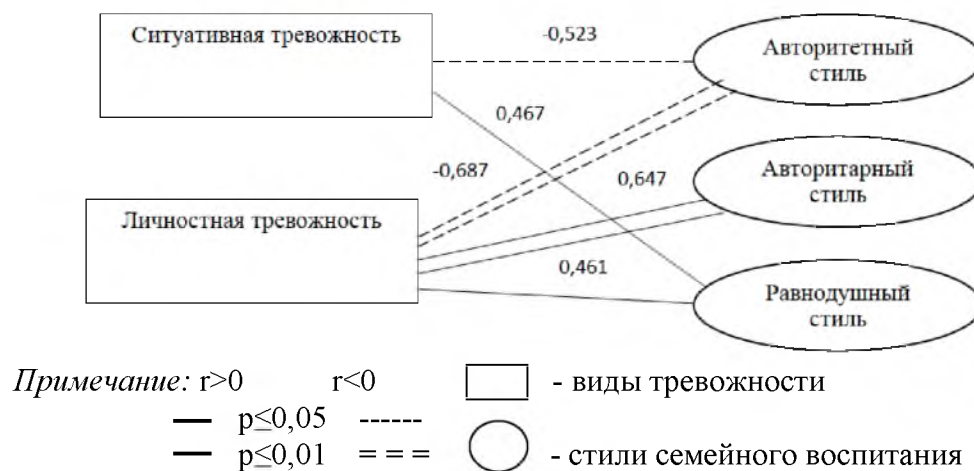 Ситуативная тревожность
-0,523
Авторитетный
стиль
0,467
-0,687
0,647
Авторитарный
стиль
Личностная тревожность
0,461
Равнодушный
стиль
Примечание: r>0 r<0 - виды тревожности
p≤0,05
p≤0,01 - стили семейного воспитания